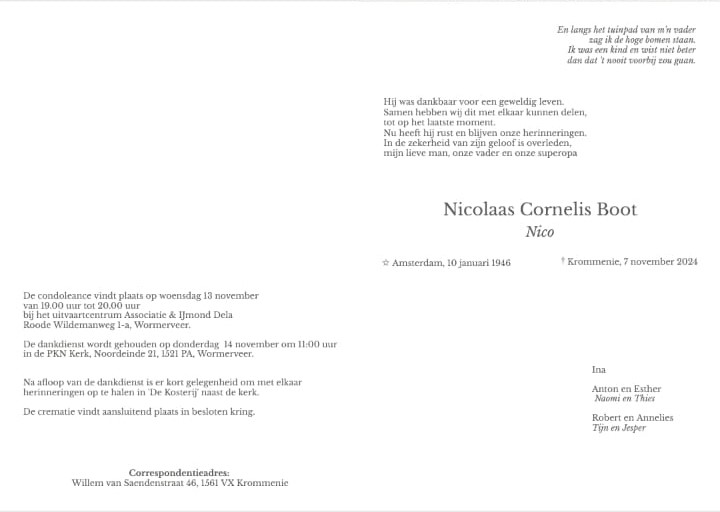 En langs het tuinpad van m'n vader
zag ik de hoge bomen staan.
Ik was een kind en wist niet beter
dan dat 't nooit voorbij zou gaan.
Hij was dankbaar voor een geweldig leven.
Samen hebben wij dit met elkaar kunnen delen,
tot op het laatste moment.
Nu heeft hij rust en blijven onze herinneringen.
In de zekerheid van zijn geloof is overleden,
mijn lieve man, onze vader en onze superopa
Nicolaas Cornelis Boot
Nico
☆ Amsterdam, 10 januari 1946
† Krommenie, 7 november 2024
Ina
Anton en Esther
Naomi en Thies
Robert en Annelies
Tijn en Jesper
De condoleance vindt plaats op woensdag 13 november
van 19.00 uur tot 20.00 uur
bij het uitvaartcentrum Associatie & IJmond Dela
Roode Wildemanweg 1-a, Wormerveer.
De dankdienst wordt gehouden op donderdag 14 november om 11:00 uur
in de PKN Kerk, Noordeinde 21, 1521 PA, Wormerveer.
Na afloop van de dankdienst is er kort gelegenheid om met elkaar
herinneringen op te halen in 'De Kosterij' naast de kerk.
De crematie vindt aansluitend plaats in besloten kring.
Correspondentieadres:
Willem van Saendenstraat 46, 1561 VX Krommenie